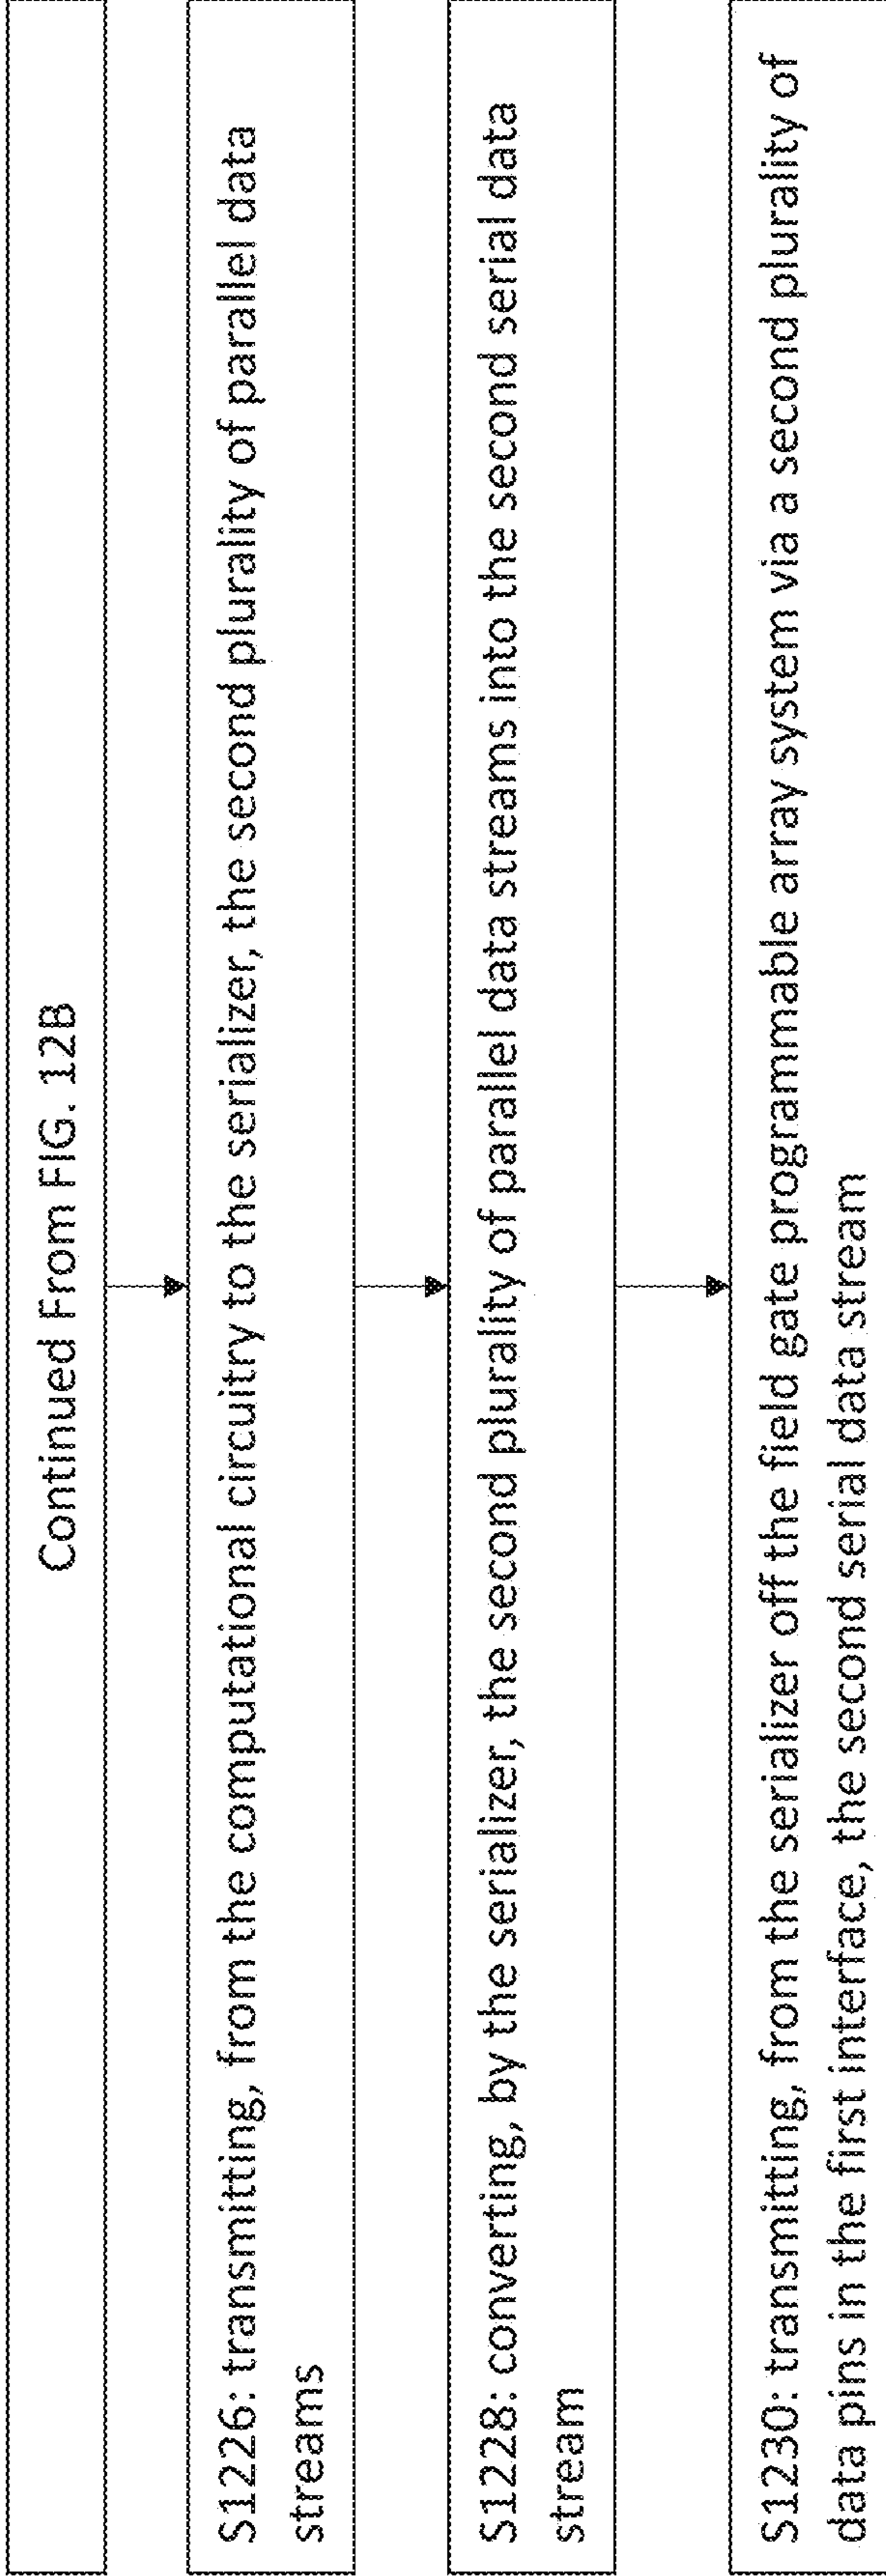 Continued From FIG. 12B
S1226: transmitting, from the computational circuitry to the serializer, the second plurality of parallel data
streams
S1228: converting, by the serializer, the second plurality of parallel data streams into the second serial data
stream
S1230: transmitting, from the serializer off the field gate programmable array system via a second plurality of
data pins in the first interface, the second serial data stream